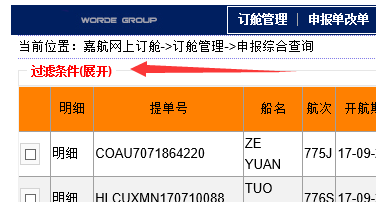 WORDE GROUP
订舱管理 | 申报单改单
当前位置：嘉航网上订舱->订舱管理->申报综合查询
过滤条件(展开)
明细 提单号 船名 航次 开航
明细 COAU7071864220 ZE YUAN 775J 17-09-
明细 HLCUXMN170710088 TUO 776S 17-09-